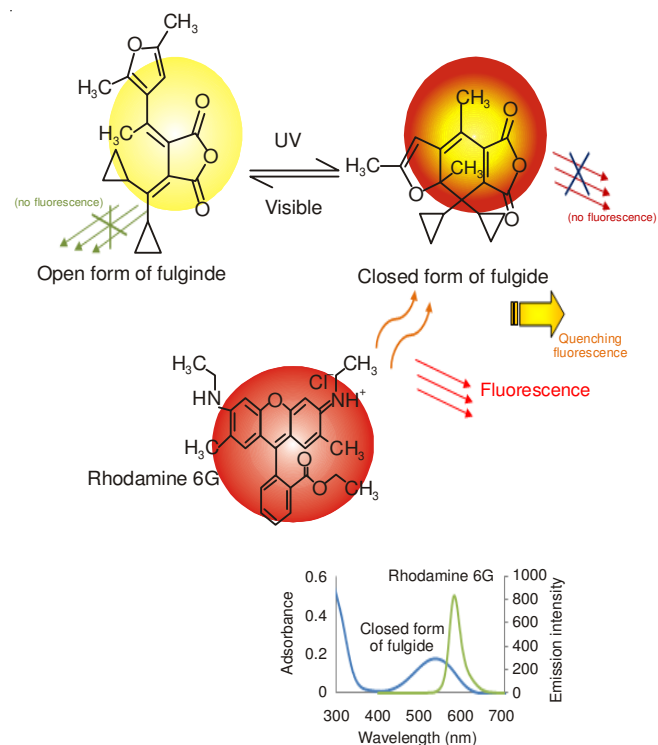 CH₃
O
H₃C
O
CH₃
O
O
UV
Visible
(no fluorescence)
Open form of fulginde
CH₃
O
H₃C
CH₃
O
O
O
(no fluorescence)
Closed form of fulgide
Quenching
fluorescence
H₃C
CH₃
Cl⁻
HN
O
NH⁺
H₃C
CH₃
O
O
CH₃
Rhodamine 6G
Fluorescence
Rhodamine 6G
Closed form
of fulgide
Adsorbance
0.6
0.4
0.2
0
Emission intensity
1000
800
600
400
200
0
300 400 500 600 700
Wavelength (nm)